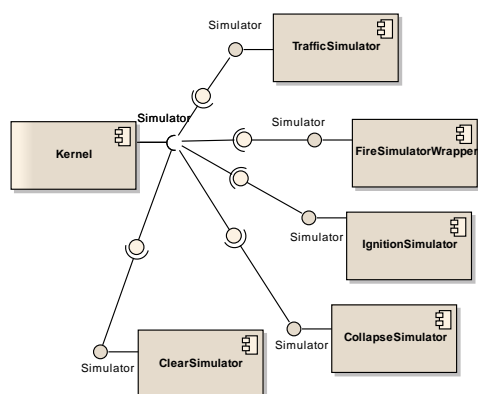 Simulator
TrafficSimulator
Simulator
Simulator
Kernel
FireSimulatorWrapper
Simulator
IgnitionSimulator
Simulator
CollapseSimulator
Simulator
ClearSimulator